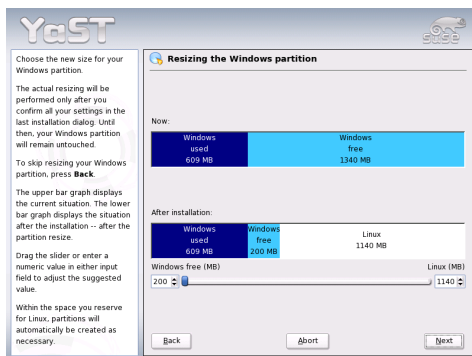 YaST
SUSE
Choose the new size for your
Windows partition.
The actual resizing will be
performed only after you
confirm all your settings in the
last installation dialog. Until
then, your Windows partition
will remain untouched.
To skip resizing your Windows
partition, press Back.
The upper bar graph displays
the current situation. The lower
bar graph displays the situation
after the installation -- after the
partition resize.
Drag the slider or enter a
numeric value in either input
field to adjust the suggested
value.
Within the space you reserve
for Linux, partitions will
automatically be created as
necessary.
Resizing the Windows partition
Now:
Windows
used
609 MB
Windows
free
1340 MB
After installation:
Windows
used
609 MB
Windows
free
200 MB
Linux
1140 MB
Windows free (MB)
Linux (MB)
200
1140
Back
Abort
Next